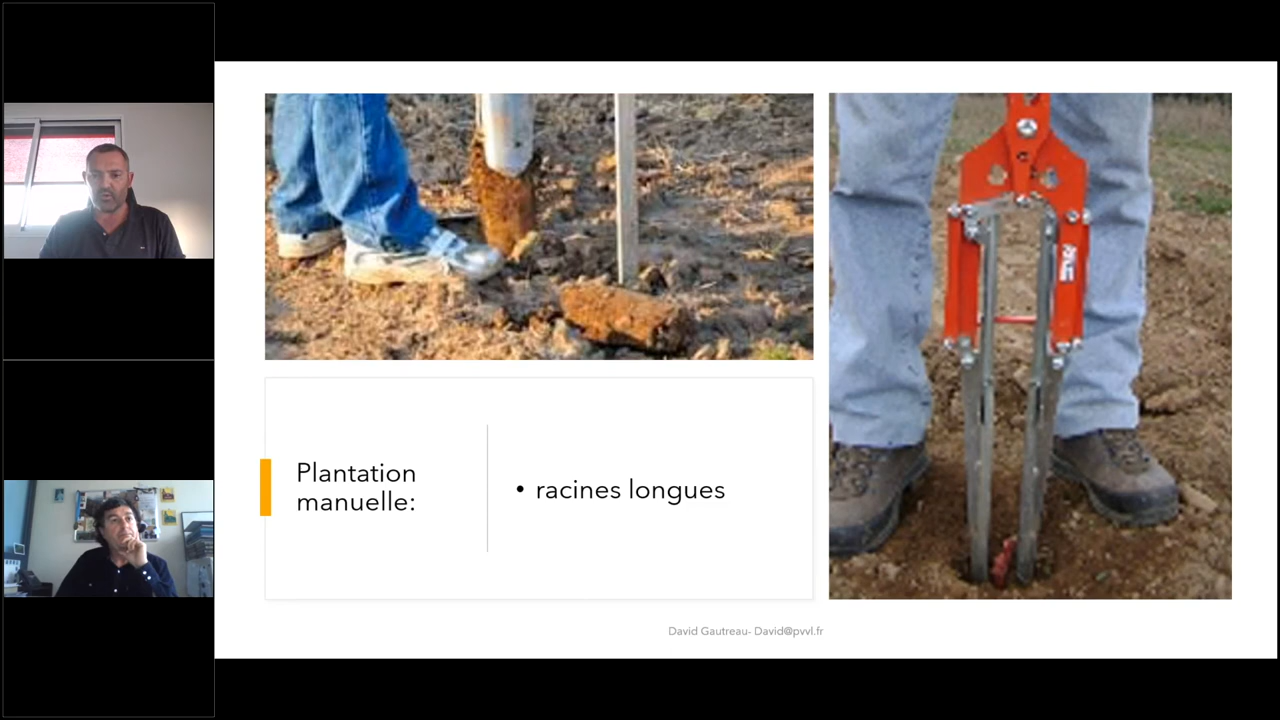 Plantation
manuelle:
• racines longues
David Gautreau- David@pvvl.fr